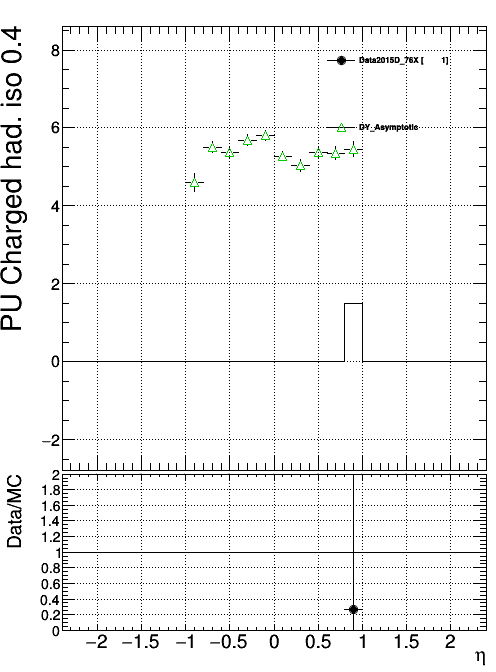 PU Charged had. iso 0.4
8
6
4
2
0
−2
Data2015D_76X [ 1]
DY_Asymptotic
Data/MC
2
1.8
1.6
1.4
1.2
1
0.8
0.6
0.4
0.2
0
−2 −1.5 −1 −0.5 0 0.5 1 1.5 2
η